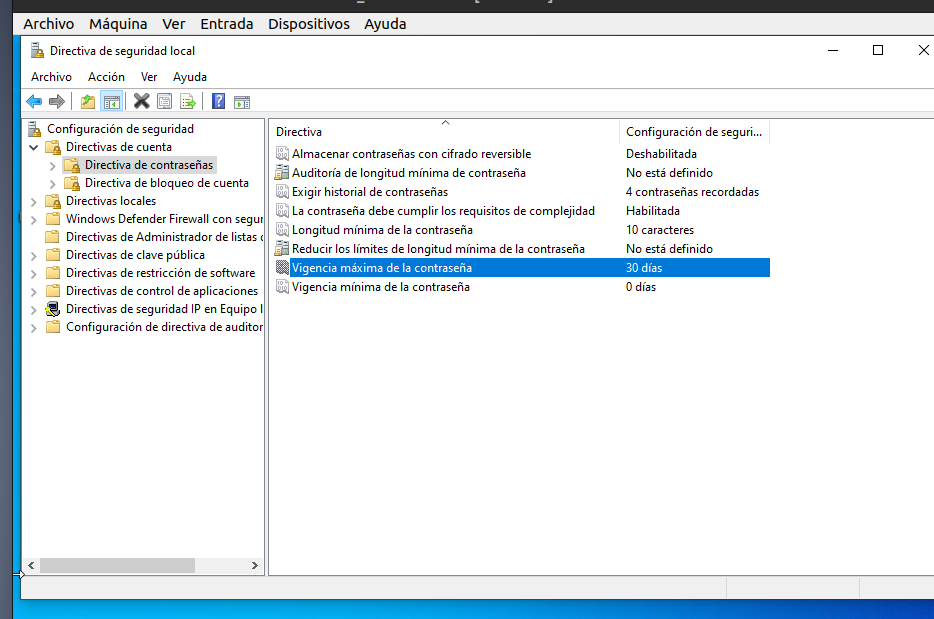 Archivo Máquina Ver Entrada Dispositivos Ayuda
Directiva de seguridad local
Archivo Acción Ver Ayuda
Configuración de seguridad
Directivas de cuenta
Directiva de contraseñas
Directiva de bloqueo de cuenta
Directivas locales
Windows Defender Firewall con segur
Directivas de Administrador de listas
Directivas de clave pública
Directivas de restricción de software
Directivas de control de aplicaciones
Directivas de seguridad IP en Equipo
Configuración de directiva de auditor
Directiva Configuración de seguri...
Almacenar contraseñas con cifrado reversible Deshabilitada
Auditoría de longitud mínima de contraseña No está definido
Exigir historial de contraseñas 4 contraseñas recordadas
La contraseña debe cumplir los requisitos de complejidad Habilitada
Longitud mínima de la contraseña 10 caracteres
Reducir los límites de longitud mínima de la contraseña No está definido
Vigencia máxima de la contraseña 30 días
Vigencia mínima de la contraseña 0 días